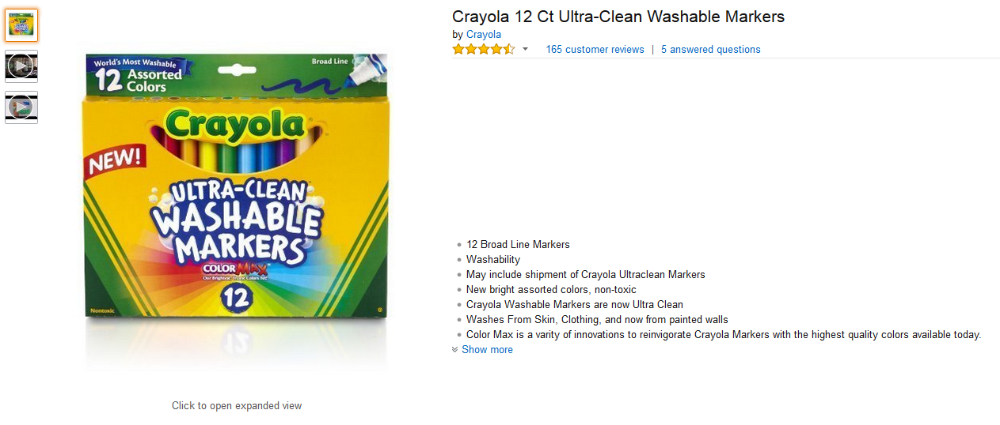 Crayola 12 Ct Ultra-Clean Washable Markers
by Crayola
165 customer reviews | 5 answered questions
World's Most Washable
12 Assorted Colors
Broad Line
Crayola
NEW!
ULTRA-CLEAN
WASHABLE
MARKERS
COLOR MAX
Our Brightest, Truest Colors Yet!
12
Nontoxic
12 Broad Line Markers
Washability
May include shipment of Crayola Ultraclean Markers
New bright assorted colors, non-toxic
Crayola Washable Markers are now Ultra Clean
Washes From Skin, Clothing, and now from painted walls
Color Max is a varity of innovations to reinvigorate Crayola Markers with the highest quality colors available today.
Show more
Click to open expanded view